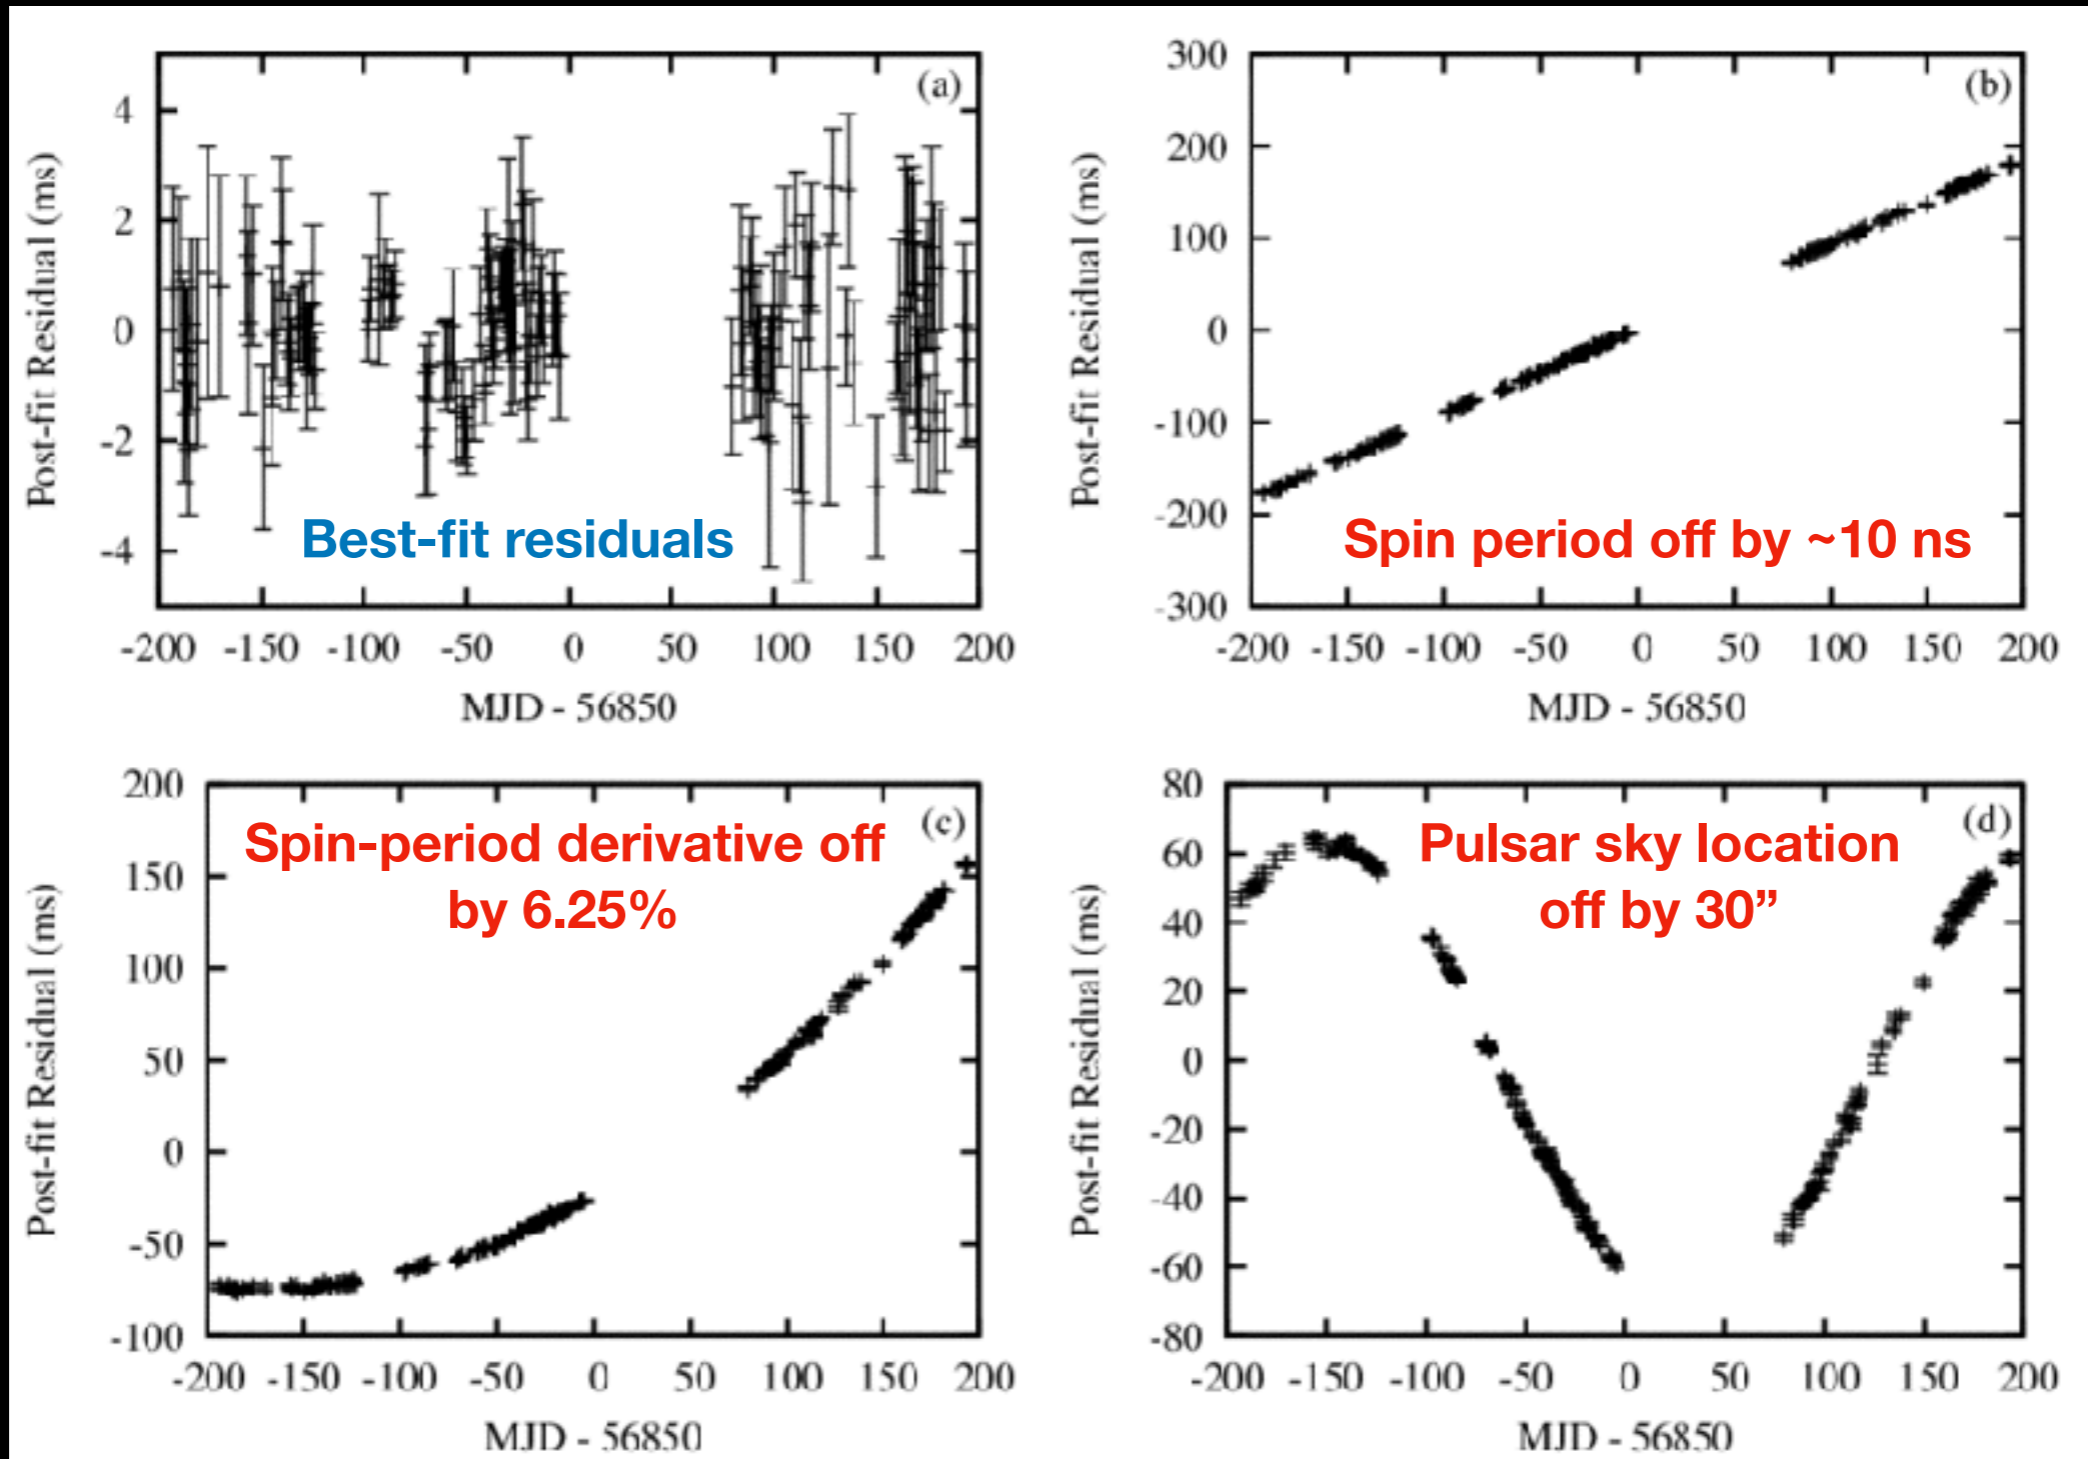 (a)
Post-fit Residual (ms)
4
2
0
-2
-4
Best-fit residuals
-200 -150 -100 -50 0 50 100 150 200
MJD - 56850
(b)
Post-fit Residual (ms)
300
200
100
0
-100
-200
-300
Spin period off by ~10 ns
-200 -150 -100 -50 0 50 100 150 200
MJD - 56850
(c)
Post-fit Residual (ms)
200
150
100
50
0
-50
-100
Spin-period derivative off
by 6.25%
-200 -150 -100 -50 0 50 100 150 200
MJD - 56850
(d)
Post-fit Residual (ms)
80
60
40
20
0
-20
-40
-60
-80
Pulsar sky location
off by 30”
-200 -150 -100 -50 0 50 100 150 200
MJD - 56850